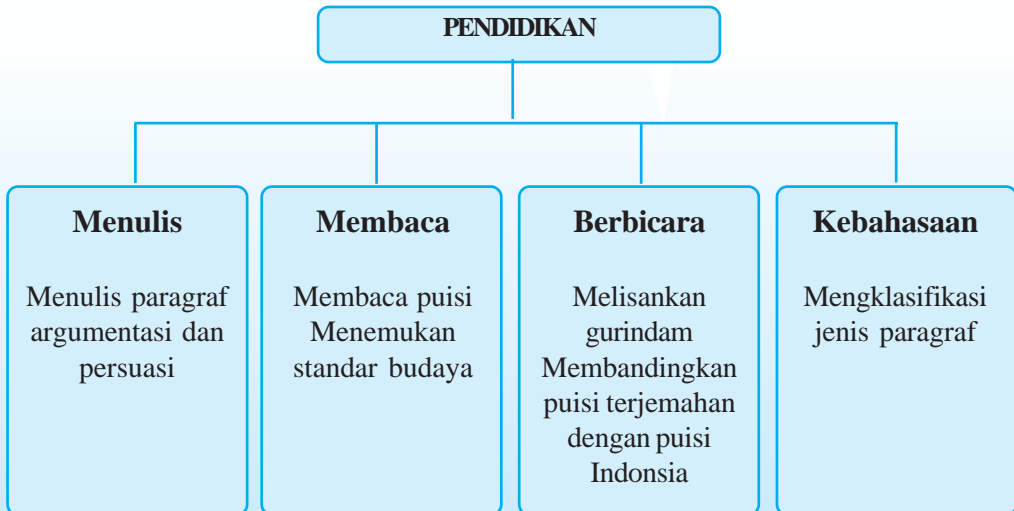 PENDIDIKAN
Menulis
Menulis paragraf
argumentasi dan
persuasi
Membaca
Membaca puisi
Menemukan
standar budaya
Berbicara
Melisankan
gurindam
Membandingkan
puisi terjemahan
dengan puisi
Indonsia
Kebahasaan
Mengklasifikasi
jenis paragraf